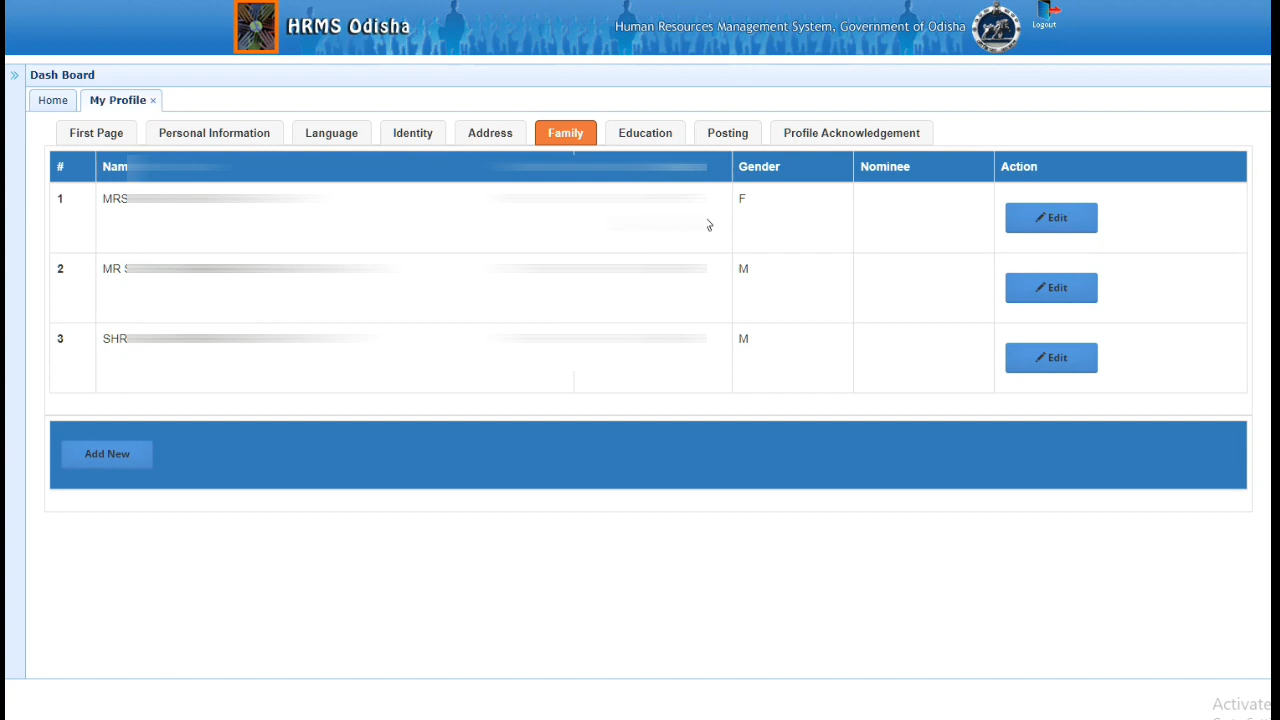 HRMS Odisha
Human Resources Management System, Government of Odisha
Logout
Dash Board
Home
My Profile ×
First Page
Personal Information
Language
Identity
Address
Family
Education
Posting
Profile Acknowledgement
# Gender Nominee Action
1 MRS F Edit
2 MR M Edit
3 M Edit
Add New
Activate